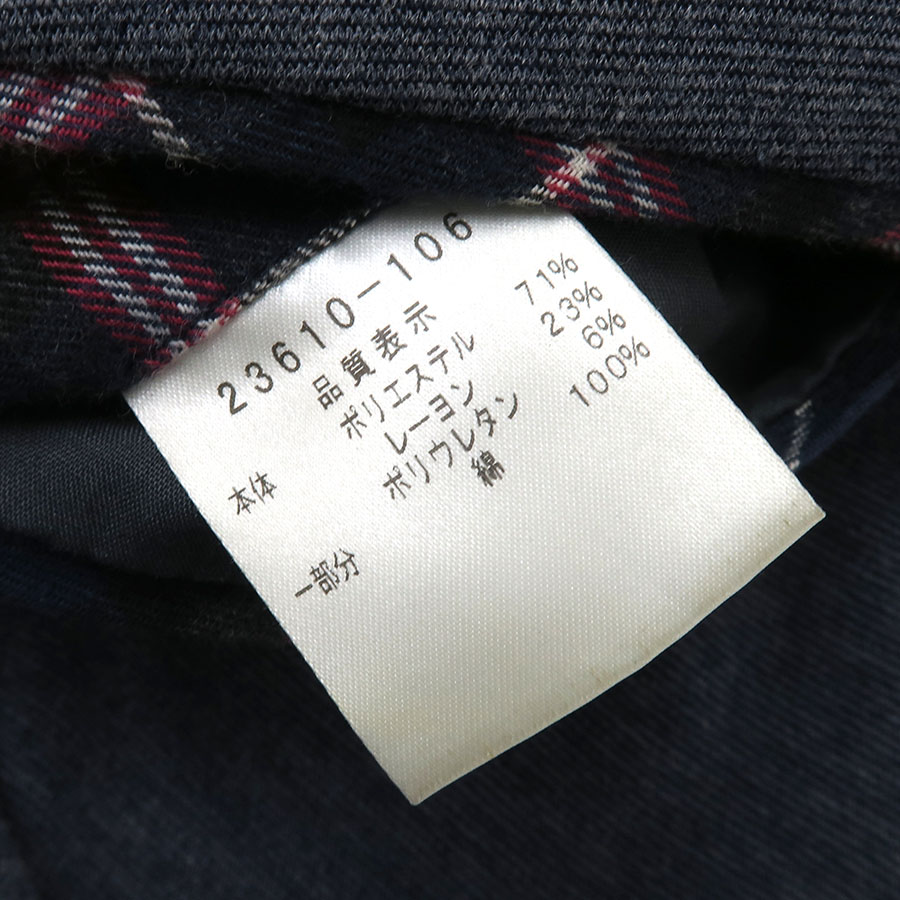 23610-106
品質表示
本体 ポリエステル 71%
レーヨン 23%
ポリウレタン 6%
一部分 綿 100%